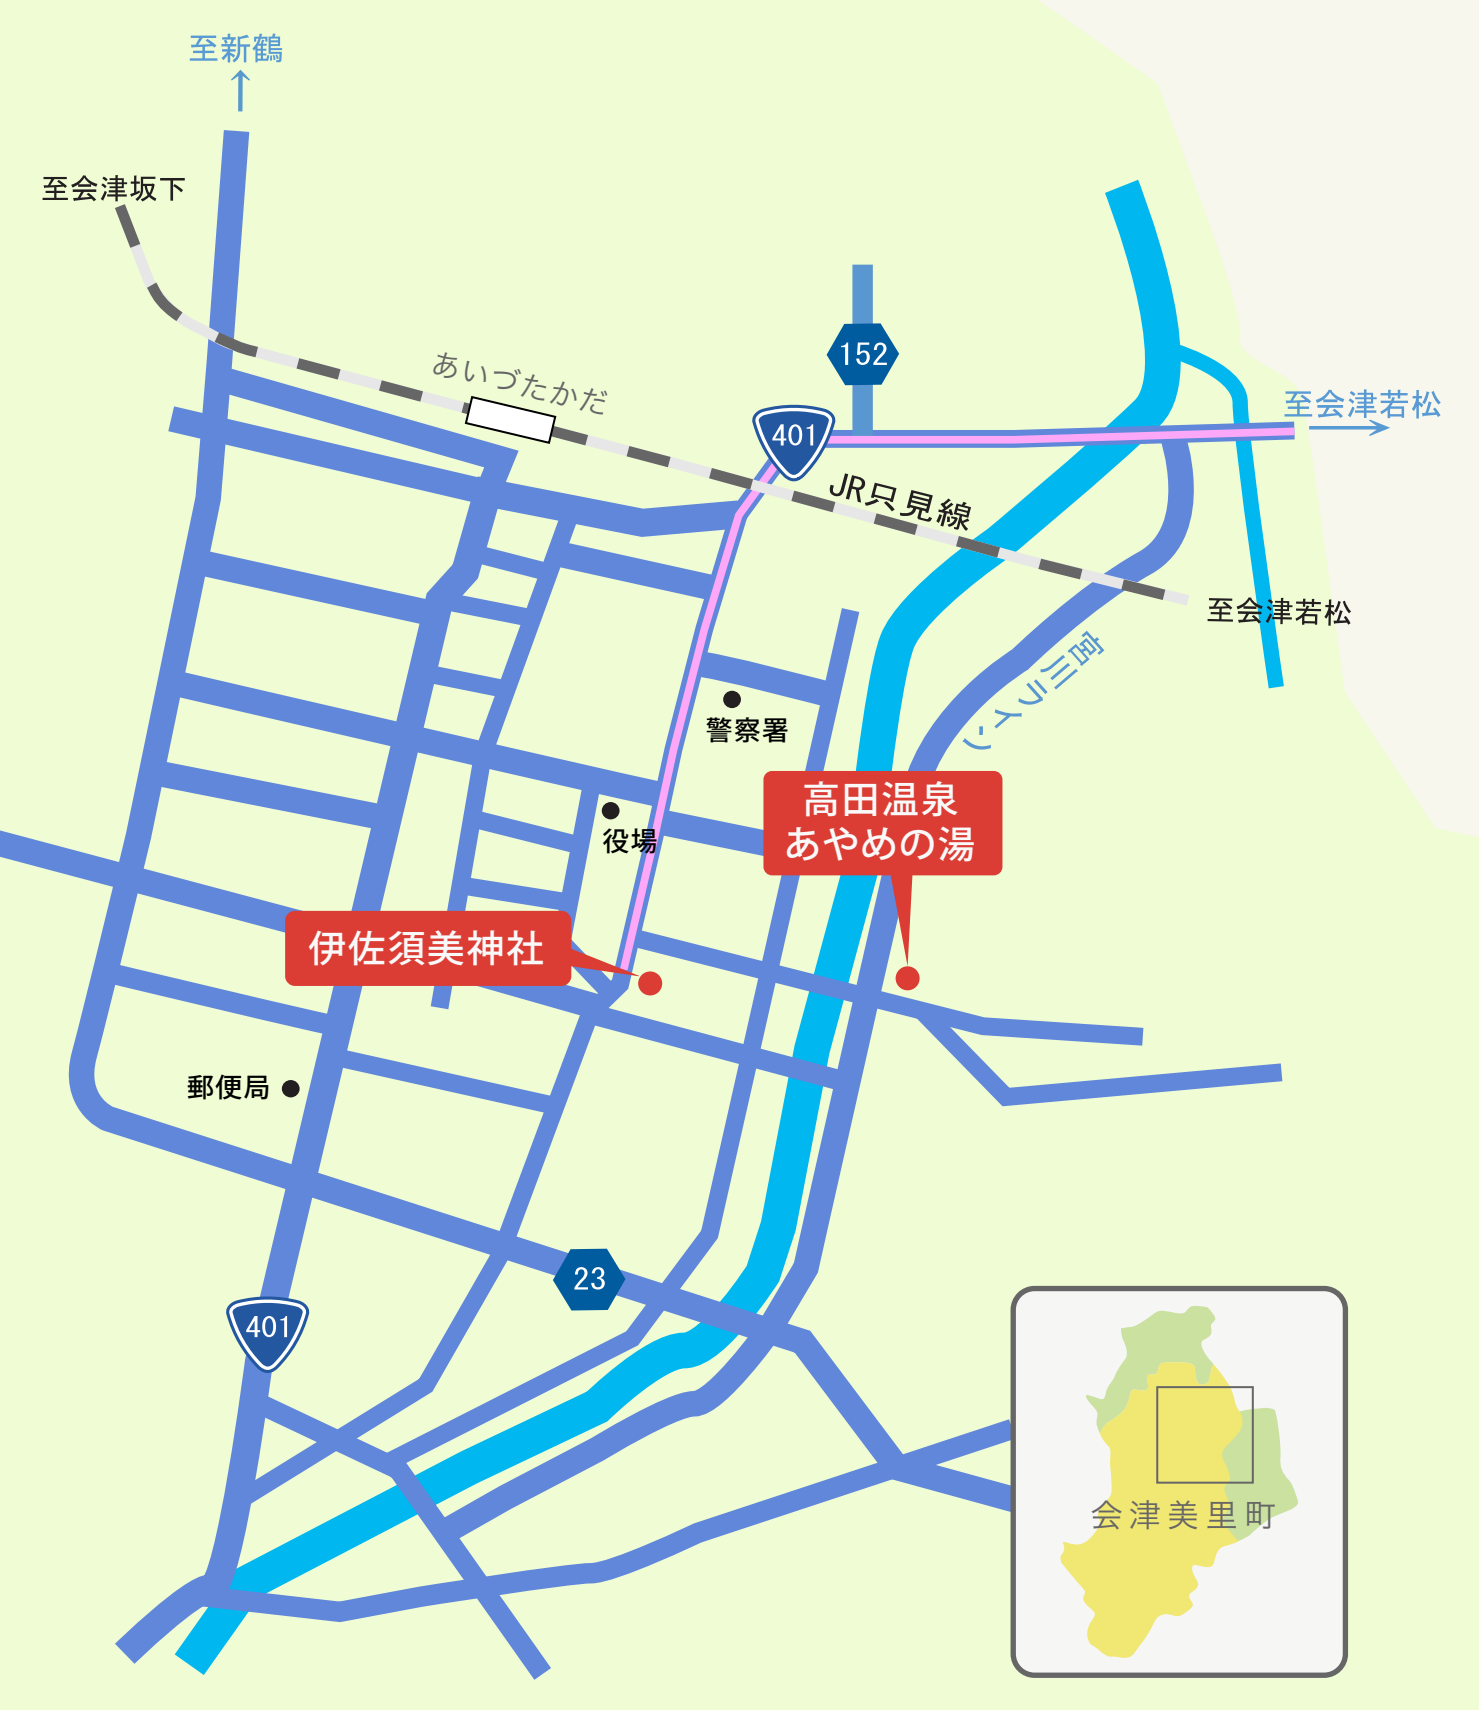 至新鶴
至会津坂下
あいづたかだ
152
401
至会津若松
JR只見線
至会津若松
宮川ライン
警察署
高田温泉
あやめの湯
役場
伊佐須美神社
郵便局
23
401
会津美里町